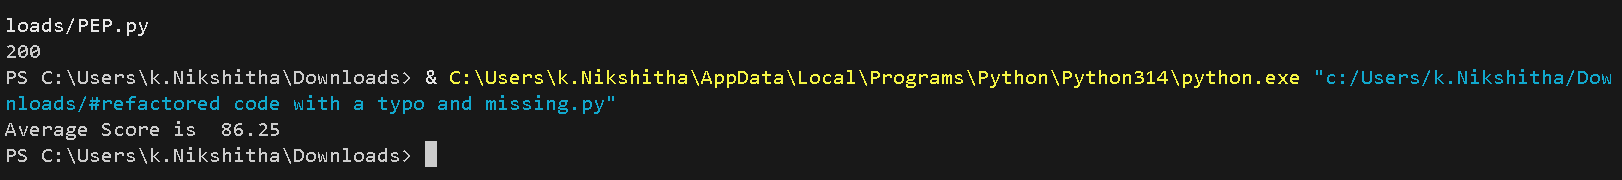 loads/PEP.py
200
PS C:\Users\k.Nikshitha\Downloads> & C:\Users\k.Nikshitha\AppData\Local\Programs\Python\Python314\python.exe "c:/Users/k.Nikshitha/Dow
nloads/#refactored code with a typo and missing.py"
Average Score is  86.25
PS C:\Users\k.Nikshitha\Downloads>